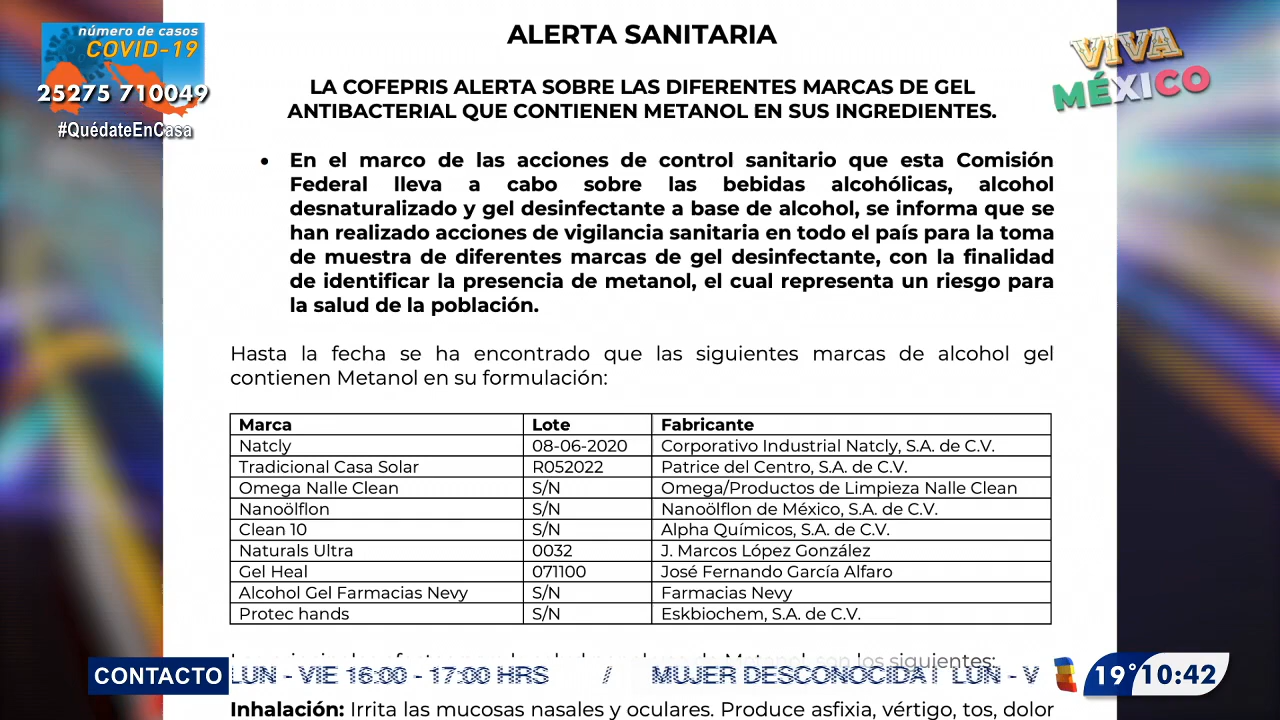 número de casos
COVID-19
25275 710049
#QuédateEnCasa
VIVA
MÉXICO
ALERTA SANITARIA
LA COFEPRIS ALERTA SOBRE LAS DIFERENTES MARCAS DE GEL
ANTIBACTERIAL QUE CONTIENEN METANOL EN SUS INGREDIENTES.
• En el marco de las acciones de control sanitario que esta Comisión
Federal lleva a cabo sobre las bebidas alcohólicas, alcohol
desnaturalizado y gel desinfectante a base de alcohol, se informa que se
han realizado acciones de vigilancia sanitaria en todo el país para la toma
de muestra de diferentes marcas de gel desinfectante, con la finalidad
de identificar la presencia de metanol, el cual representa un riesgo para
la salud de la población.
Hasta la fecha se ha encontrado que las siguientes marcas de alcohol gel
contienen Metanol en su formulación:
Marca Lote Fabricante
Natcly 08-06-2020 Corporativo Industrial Natcly, S.A. de C.V.
Tradicional Casa Solar R052022 Patrice del Centro, S.A. de C.V.
Omega Nalle Clean S/N Omega/Productos de Limpieza Nalle Clean
Nanoölflon S/N Nanoölflon de México, S.A. de C.V.
Clean 10 S/N Alpha Químicos, S.A. de C.V.
Naturals Ultra 0032 J. Marcos López González
Gel Heal 071100 José Fernando García Alfaro
Alcohol Gel Farmacias Nevy S/N Farmacias Nevy
Protec hands S/N Eskbiochem, S.A. de C.V.
Metanol son los siguientes:
CONTACTO LUN - VIE 16:00 - 17:00 HRS / MUJER DESCONOCIDA LUN - V 19° 10:42
Inhalación: Irrita las mucosas nasales y oculares. Produce asfixia, vértigo, tos, dolor